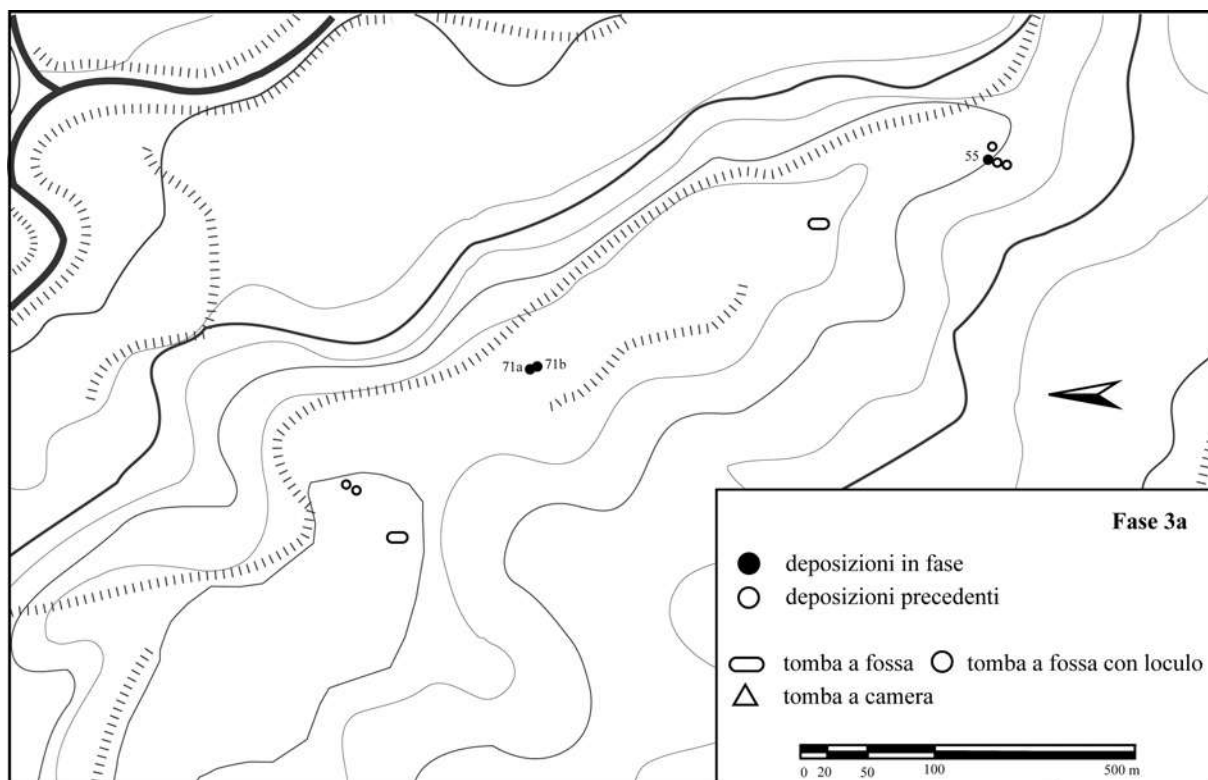 55
71a 71b
Fase 3a
deposizioni in fase
deposizioni precedenti
tomba a fossa tomba a fossa con loculo
tomba a camera
0 20 50 100 500 m